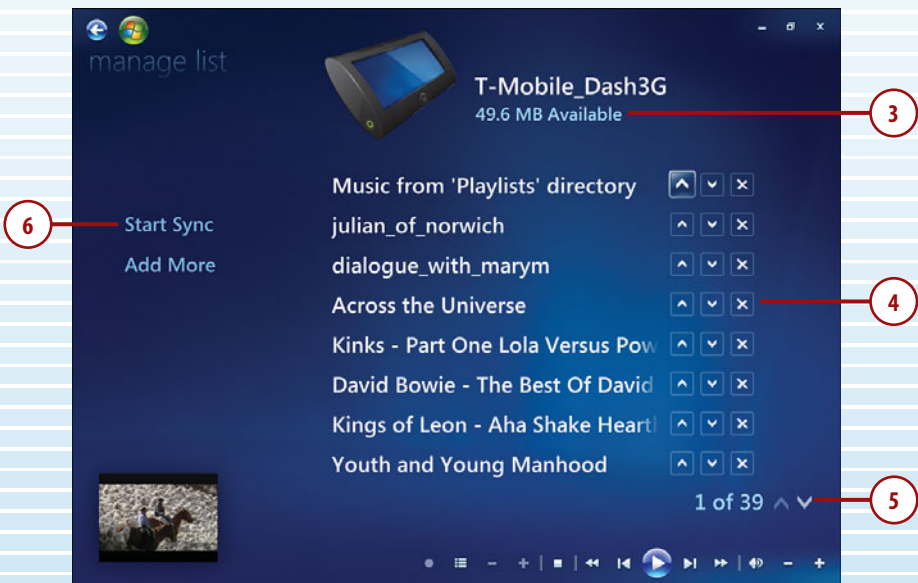 manage list
T-Mobile_Dash3G
49.6 MB Available
3
Music from 'Playlists' directory
6
Start Sync
julian_of_norwich
Add More
dialogue_with_marym
Across the Universe
4
Kinks - Part One Lola Versus Pow
David Bowie - The Best Of David
Kings of Leon - Aha Shake Heart
Youth and Young Manhood
1 of 39
5